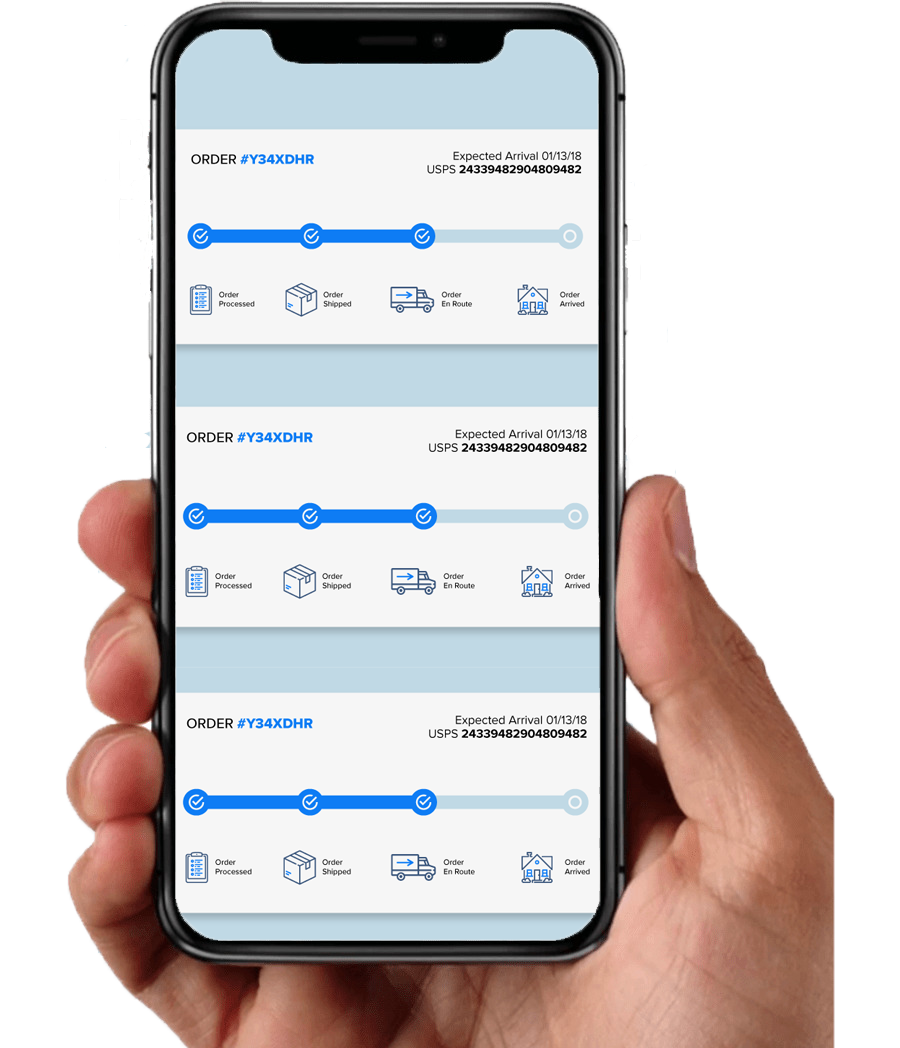 ORDER #Y34XDHR
Expected Arrival 01/13/18
USPS 24339482904809482
Order
Processed
Order
Shipped
Order
En Route
Order
Arrived
ORDER #Y34XDHR
Expected Arrival 01/13/18
USPS 24339482904809482
Order
Processed
Order
Shipped
Order
En Route
Order
Arrived
ORDER #Y34XDHR
Expected Arrival 01/13/18
USPS 24339482904809482
Order
Processed
Order
Shipped
Order
En Route
Order
Arrived